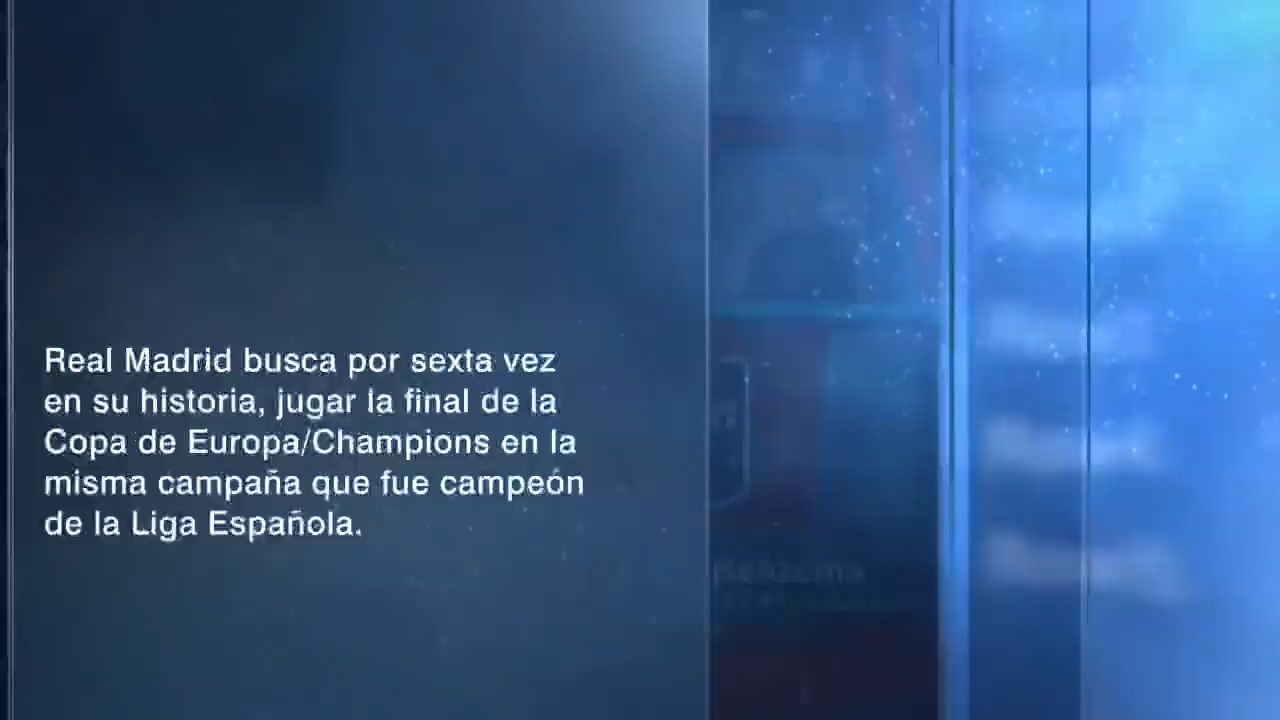 Real Madrid busca por sexta vez
en su historia, jugar la final de la
Copa de Europa/Champions en la
misma campaña que fue campeón
de la Liga Española.
Benzema